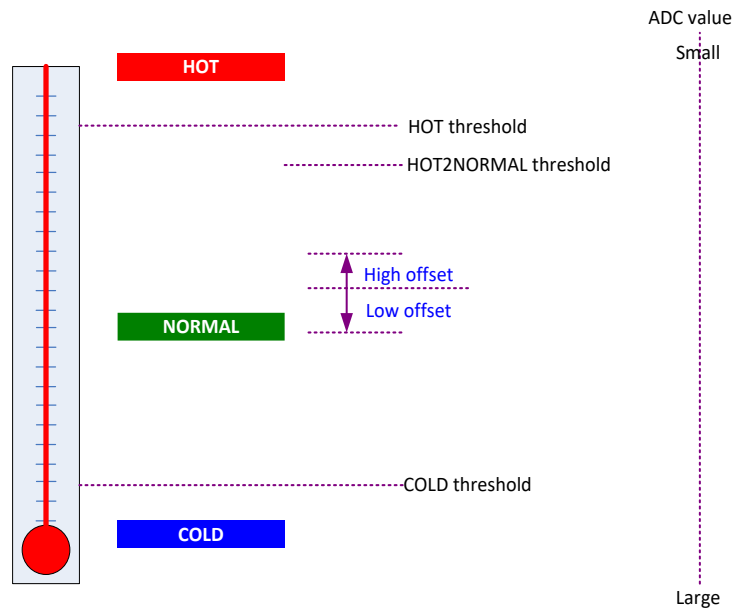 ADC value
Small
HOT
HOT threshold
HOT2NORMAL threshold
High offset
Low offset
NORMAL
COLD threshold
COLD
Large